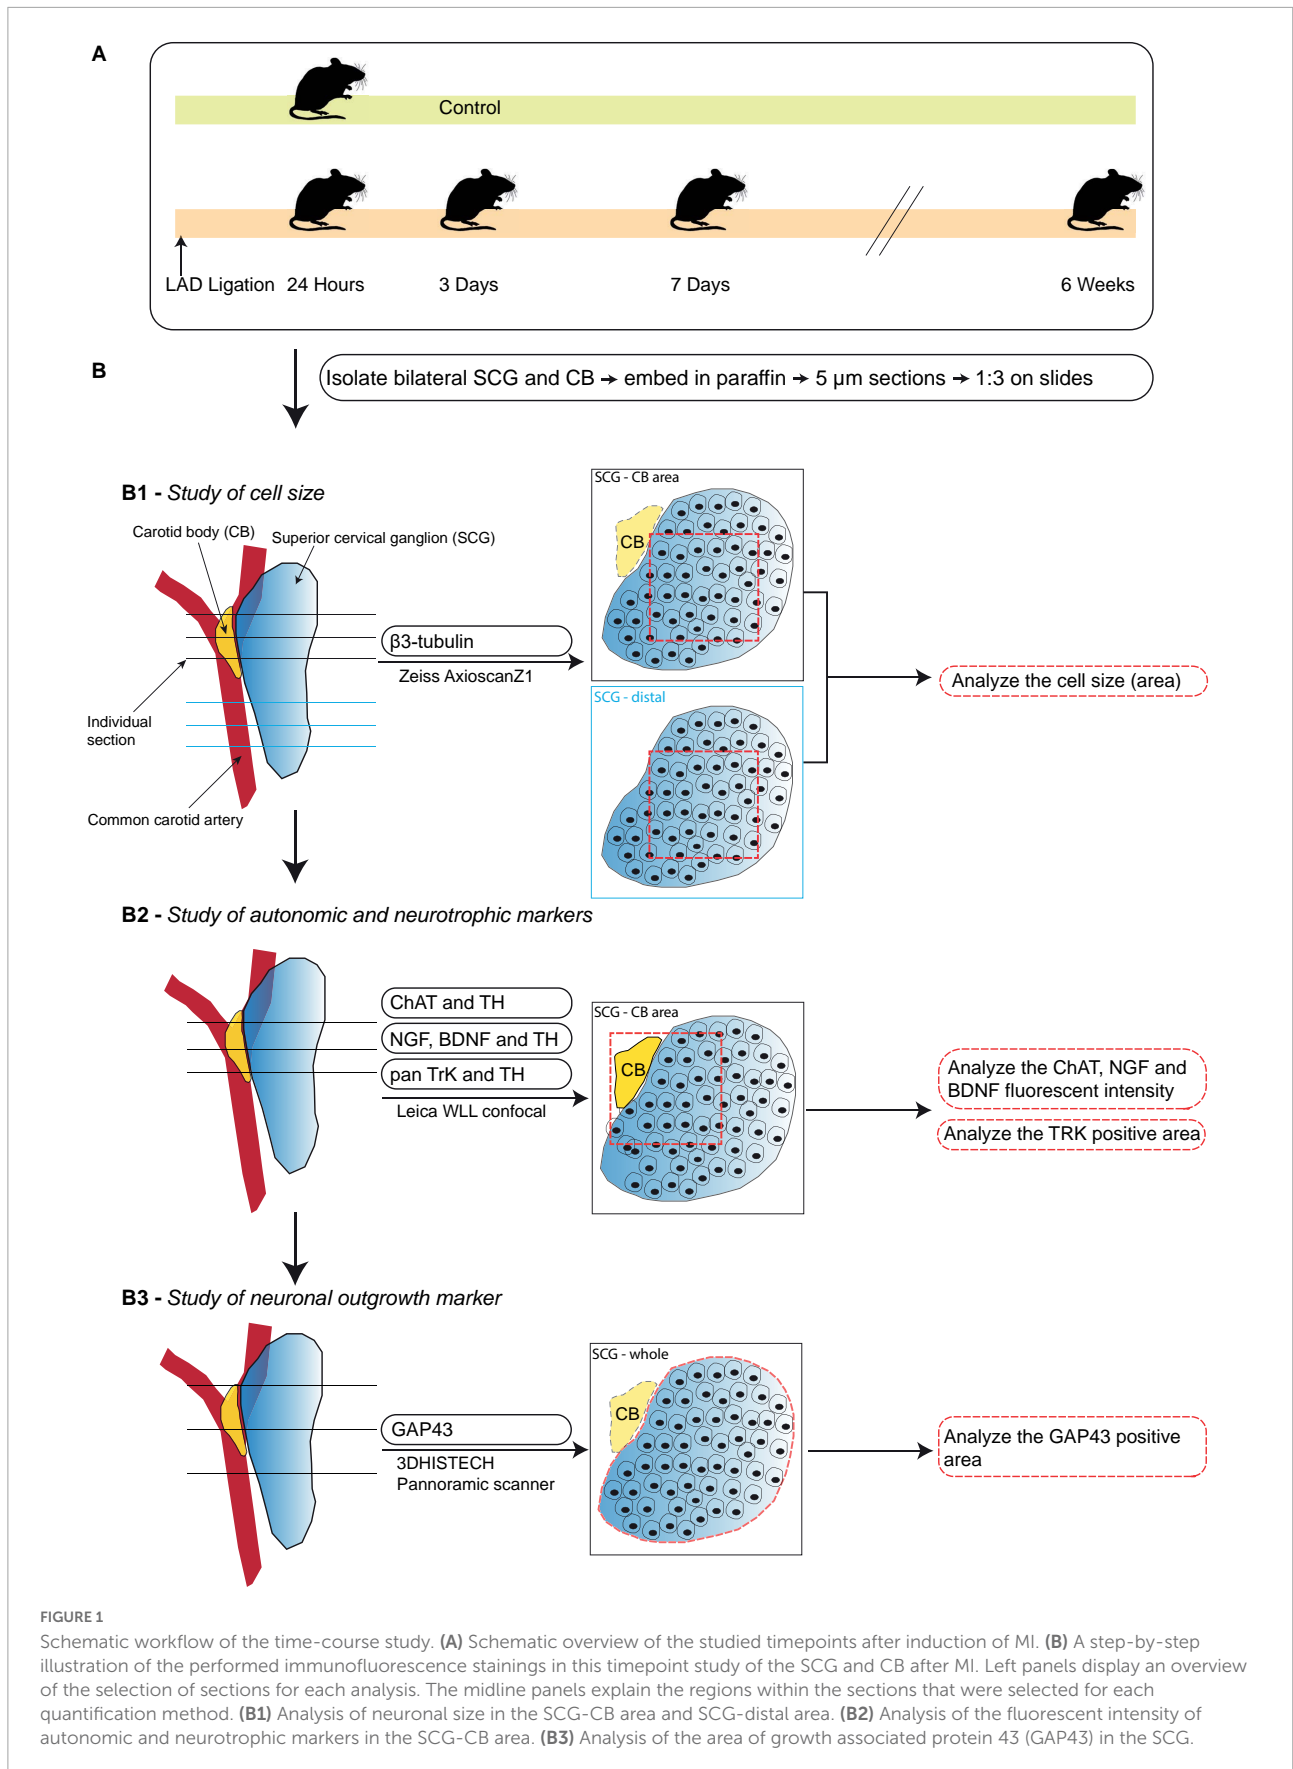 A
Control
LAD Ligation 24 Hours 3 Days 7 Days 6 Weeks
B
Isolate bilateral SCG and CB → embed in paraffin → 5 µm sections → 1:3 on slides
B1 - Study of cell size
Carotid body (CB)
Superior cervical ganglion (SCG)
Individual
section
Common carotid artery
β3-tubulin
Zeiss AxioscanZ1
SCG - CB area
CB
SCG - distal
Analyze the cell size (area)
B2 - Study of autonomic and neurotrophic markers
ChAT and TH
NGF, BDNF and TH
pan TrK and TH
Leica WLL confocal
SCG - CB area
CB
Analyze the ChAT, NGF and
BDNF fluorescent intensity
Analyze the TRK positive area
B3 - Study of neuronal outgrowth marker
GAP43
3DHISTECH
Pannoramic scanner
SCG - whole
CB
Analyze the GAP43 positive
area
FIGURE 1
Schematic workflow of the time-course study. (A) Schematic overview of the studied timepoints after induction of MI. (B) A step-by-step
illustration of the performed immunofluorescence stainings in this timepoint study of the SCG and CB after MI. Left panels display an overview
of the selection of sections for each analysis. The midline panels explain the regions within the sections that were selected for each
quantification method. (B1) Analysis of neuronal size in the SCG-CB area and SCG-distal area. (B2) Analysis of the fluorescent intensity of
autonomic and neurotrophic markers in the SCG-CB area. (B3) Analysis of the area of growth associated protein 43 (GAP43) in the SCG.